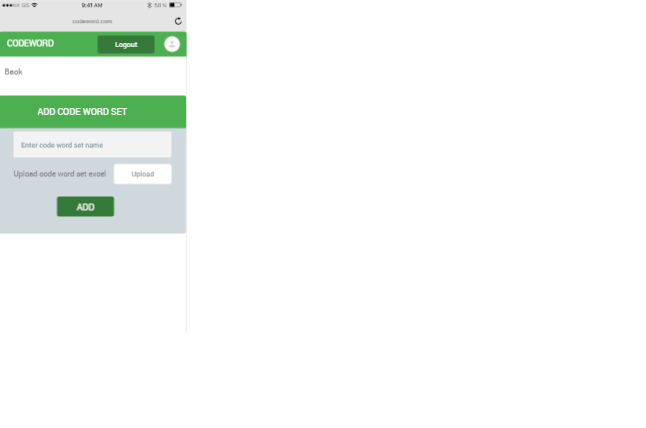 9:41 AM
58%
codeword.com
CODEWORD
Logout
Back
ADD CODE WORD SET
Enter code word set name
Upload code word set excel
Upload
ADD